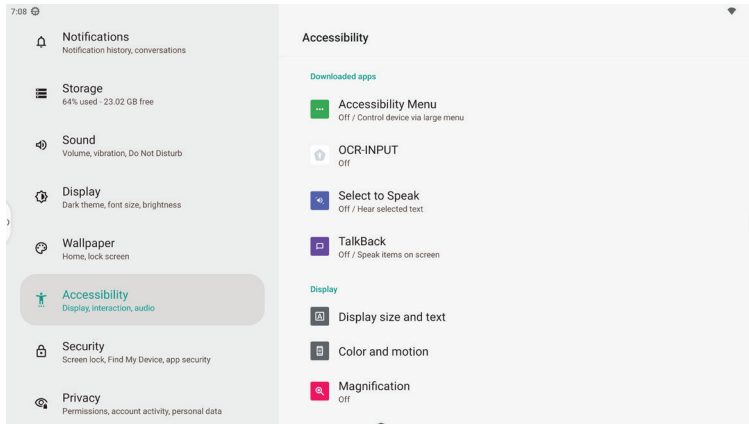 7:08
Notifications
Notification history, conversations
Storage
64% used - 23.02 GB free
Sound
Volume, vibration, Do Not Disturb
Display
Dark theme, font size, brightness
Wallpaper
Home, lock screen
Accessibility
Display, interaction, audio
Security
Screen lock, Find My Device, app security
Privacy
Permissions, account activity, personal data
Accessibility
Downloaded apps
Accessibility Menu
Off / Control device via large menu
OCR-INPUT
Off
Select to Speak
Off / Hear selected text
TalkBack
Off / Speak items on screen
Display
Display size and text
Color and motion
Magnification
Off